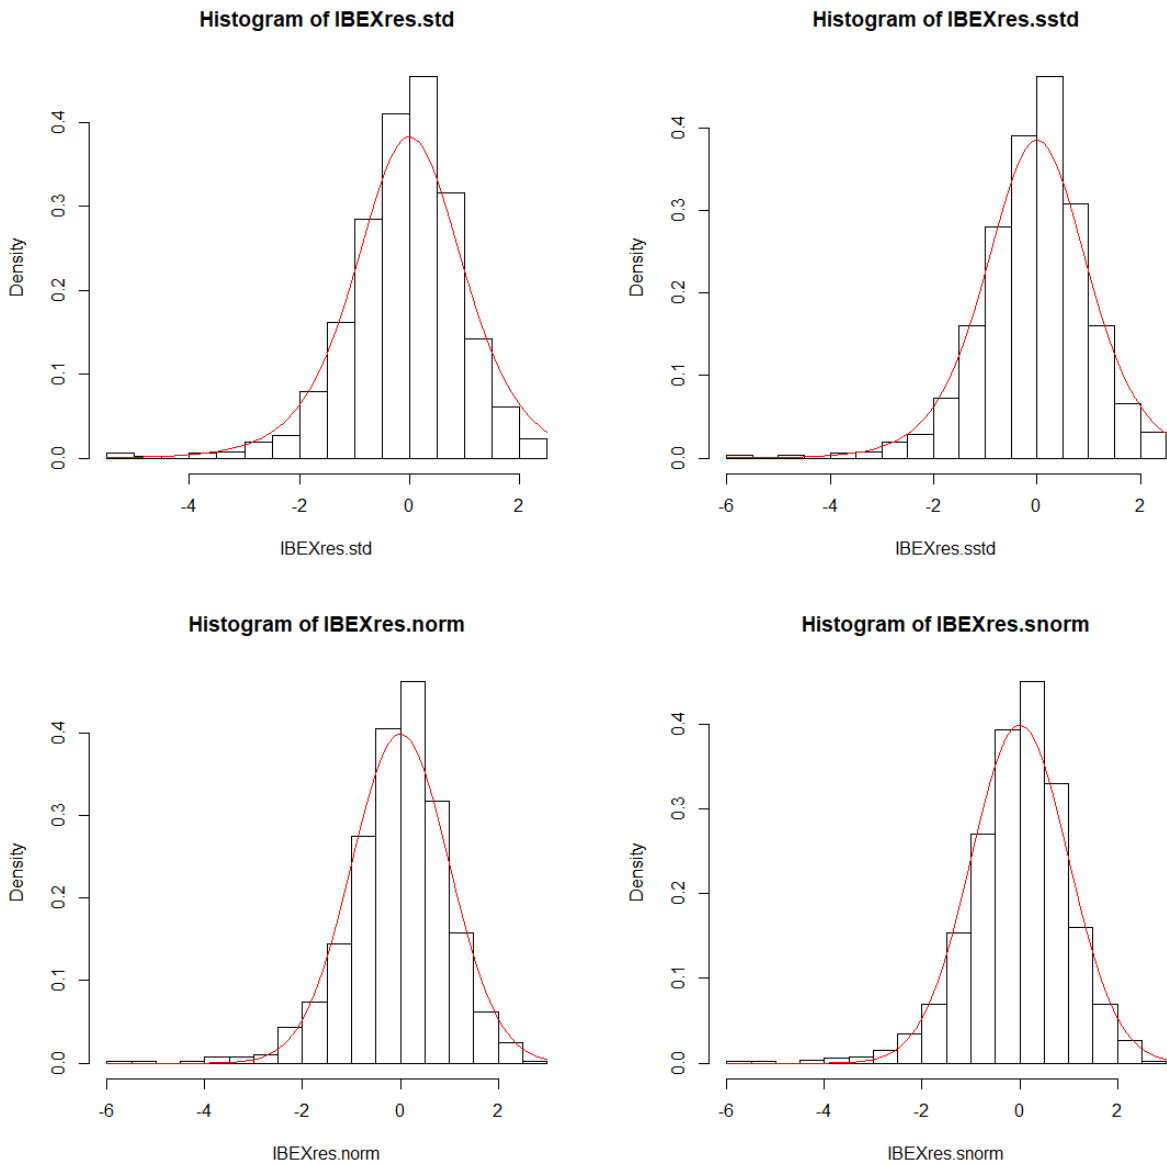 Histogram of IBEXres.std
Density
0.0 0.1 0.2 0.3 0.4
-4 -2 0 2
IBEXres.std
Histogram of IBEXres.sstd
Density
0.0 0.1 0.2 0.3 0.4
-6 -4 -2 0 2
IBEXres.sstd
Histogram of IBEXres.norm
Density
0.0 0.1 0.2 0.3 0.4
-6 -4 -2 0 2
IBEXres.norm
Histogram of IBEXres.snorm
Density
0.0 0.1 0.2 0.3 0.4
-6 -4 -2 0 2
IBEXres.snorm